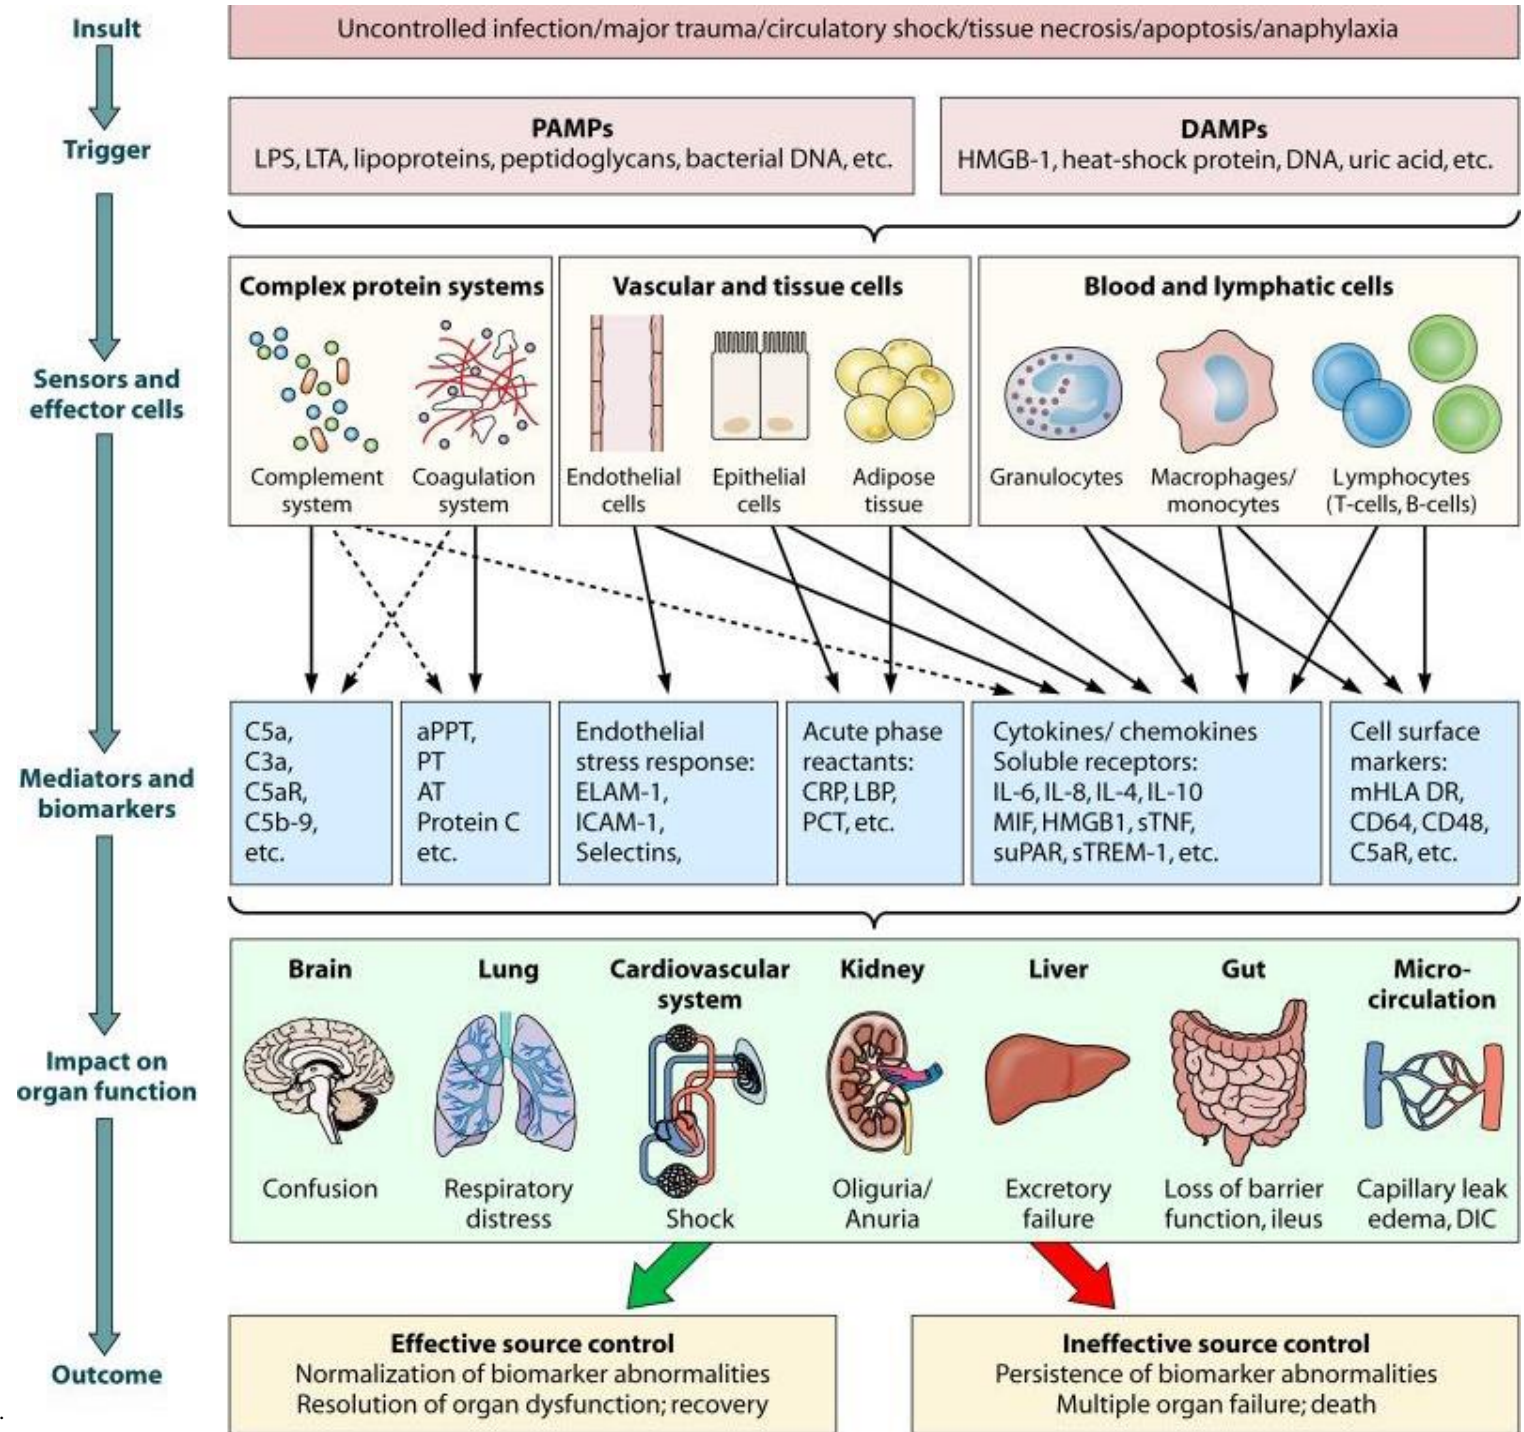 Insult
Uncontrolled infection/major trauma/circulatory shock/tissue necrosis/apoptosis/anaphylaxia
Trigger
PAMPs
LPS, LTA, lipoproteins, peptidoglycans, bacterial DNA, etc.
DAMPs
HMGB-1, heat-shock protein, DNA, uric acid, etc.
Sensors and
effector cells
Complex protein systems
Complement
system
Coagulation
system
Vascular and tissue cells
Endothelial
cells
Epithelial
cells
Adipose
tissue
Blood and lymphatic cells
Granulocytes
Macrophages/
monocytes
Lymphocytes
(T-cells, B-cells)
Mediators and
biomarkers
C5a,
C3a,
C5aR,
C5b-9,
etc.
aPPT,
PT
AT
Protein C
etc.
Endothelial
stress response:
ELAM-1,
ICAM-1,
Selectins,
Acute phase
reactants:
CRP, LBP,
PCT, etc.
Cytokines/ chemokines
Soluble receptors:
IL-6, IL-8, IL-4, IL-10
MIF, HMGB1, sTNF,
suPAR, sTREM-1, etc.
Cell surface
markers:
mHLA DR,
CD64, CD48,
C5aR, etc.
Impact on
organ function
Brain
Confusion
Lung
Respiratory
distress
Cardiovascular
system
Shock
Kidney
Oliguria/
Anuria
Liver
Excretory
failure
Gut
Loss of barrier
function, ileus
Micro-
circulation
Capillary leak
edema, DIC
Outcome
Effective source control
Normalization of biomarker abnormalities
Resolution of organ dysfunction; recovery
Ineffective source control
Persistence of biomarker abnormalities
Multiple organ failure; death
.